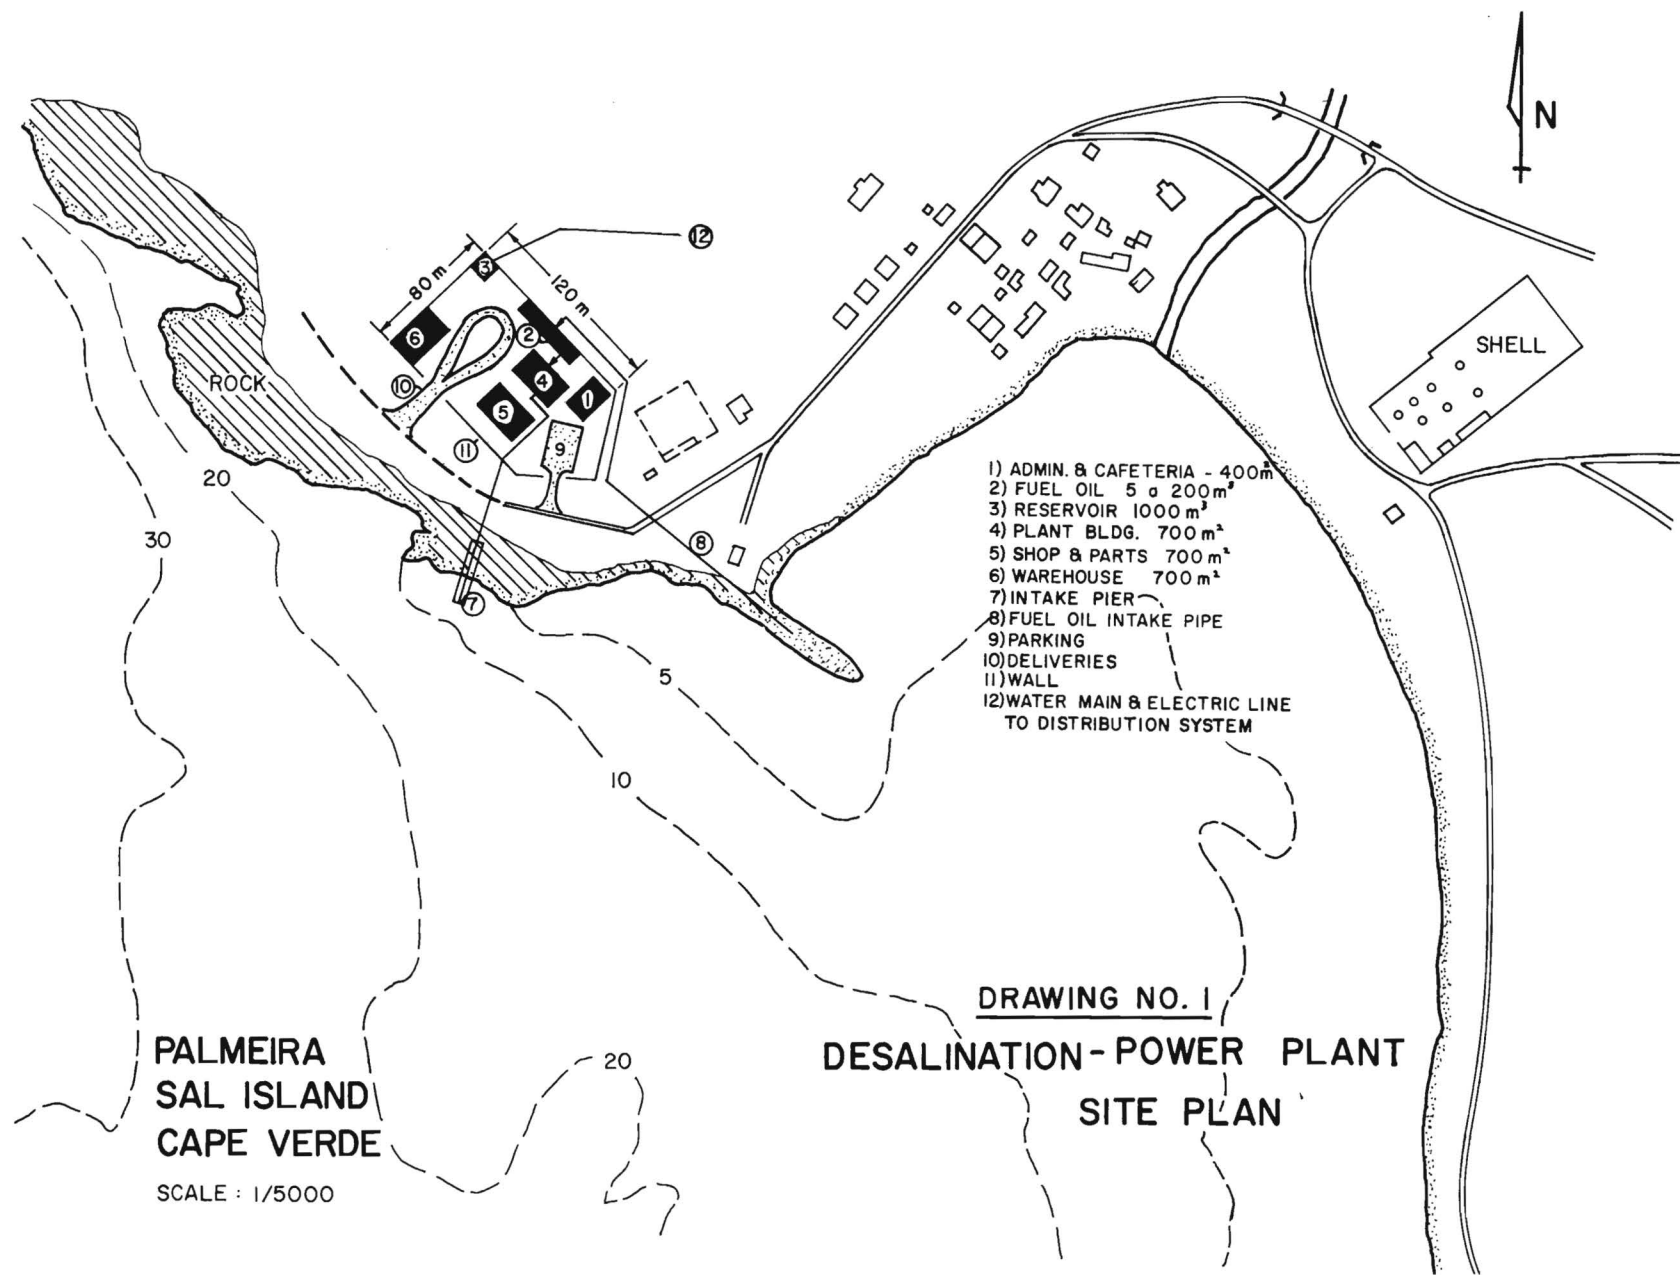 N
12
3
80 m
120 m
6
2
SHELL
4
ROCK
10
1
5
11
9
1) ADMIN. & CAFETERIA - 400m²
20
2) FUEL OIL 5 a 200m³
3) RESERVOIR 1000 m³
30
8
4) PLANT BLDG. 700 m²
5) SHOP & PARTS 700 m²
6) WAREHOUSE 700 m²
7
7) INTAKE PIER
8) FUEL OIL INTAKE PIPE
9) PARKING
10) DELIVERIES
5
11) WALL
12) WATER MAIN & ELECTRIC LINE
TO DISTRIBUTION SYSTEM
10
DRAWING NO. 1
DESALINATION - POWER PLANT
SITE PLAN
20
PALMEIRA
SAL ISLAND
CAPE VERDE
SCALE : 1/5000